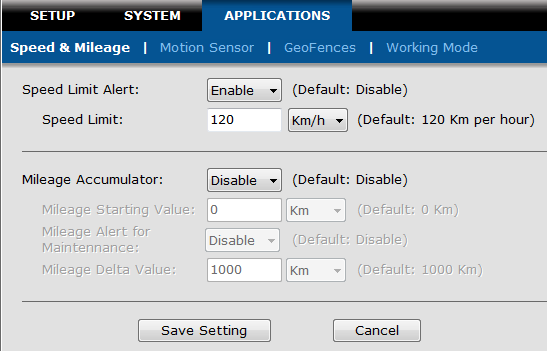 SETUP SYSTEM APPLICATIONS
Speed & Mileage | Motion Sensor | GeoFences | Working Mode
Speed Limit Alert: Enable (Default: Disable)
Speed Limit: 120 Km/h (Default: 120 Km per hour)
Mileage Accumulator: Disable (Default: Disable)
Mileage Starting Value: 0 Km (Default: 0 Km)
Mileage Alert for
Maintennance: Disable (Default: Disable)
Mileage Delta Value: 1000 Km (Default: 1000 Km)
Save Setting Cancel